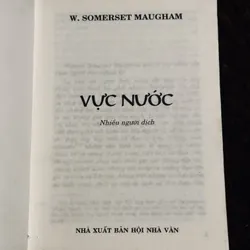 W. SOMERSET MAUGHAM
VỰC NƯỚC
Nhiều người dịch
NHÀ XUẤT BẢN HỘI NHÀ VĂN